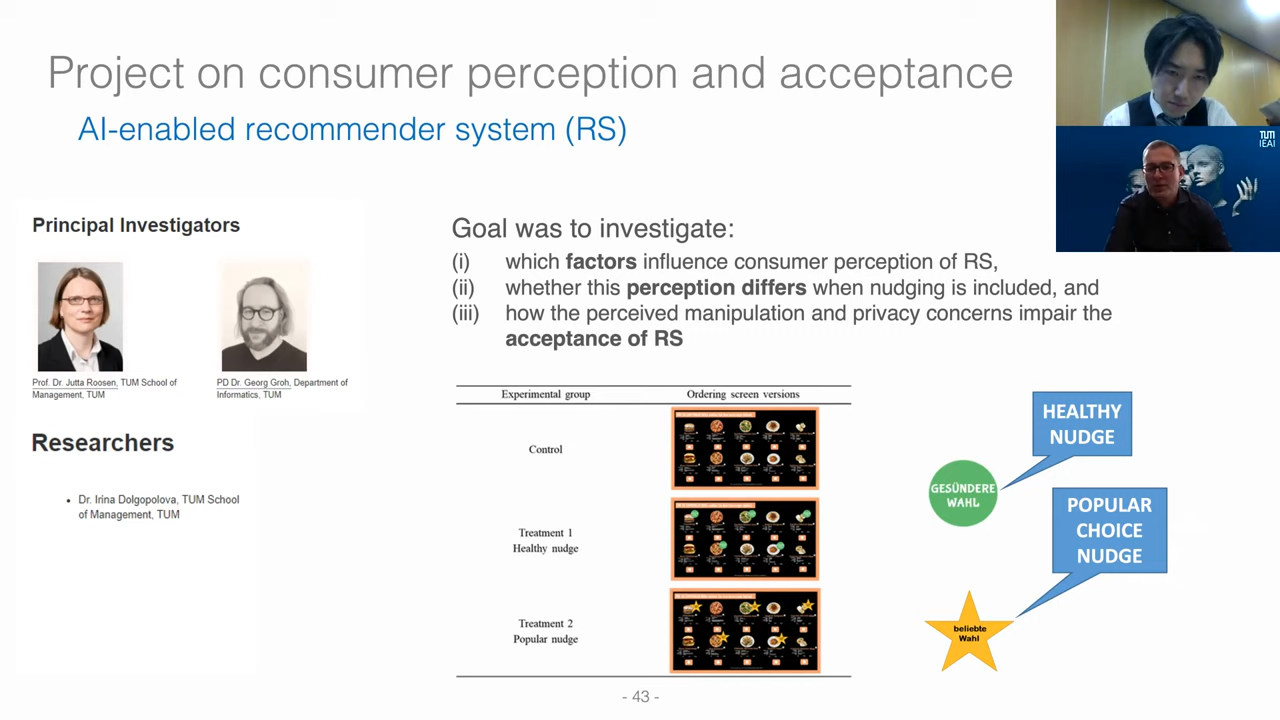 Project on consumer perception and acceptance
AI-enabled recommender system (RS)
TUM
IEAI
Principal Investigators
Prof. Dr. Jutta Roosen, TUM School of
Management, TUM
PD Dr. Georg Groh, Department of
Informatics, TUM
Researchers
• Dr. Irina Dolgopolova, TUM School
of Management, TUM
Goal was to investigate:
(i) which factors influence consumer perception of RS,
(ii) whether this perception differs when nudging is included, and
(iii) how the perceived manipulation and privacy concerns impair the
acceptance of RS
Experimental group Ordering screen versions
Control
Treatment 1
Healthy nudge
Treatment 2
Popular nudge
HEALTHY
NUDGE
GESÜNDERE
WAHL
POPULAR
CHOICE
NUDGE
beliebte
Wahl
- 43 -